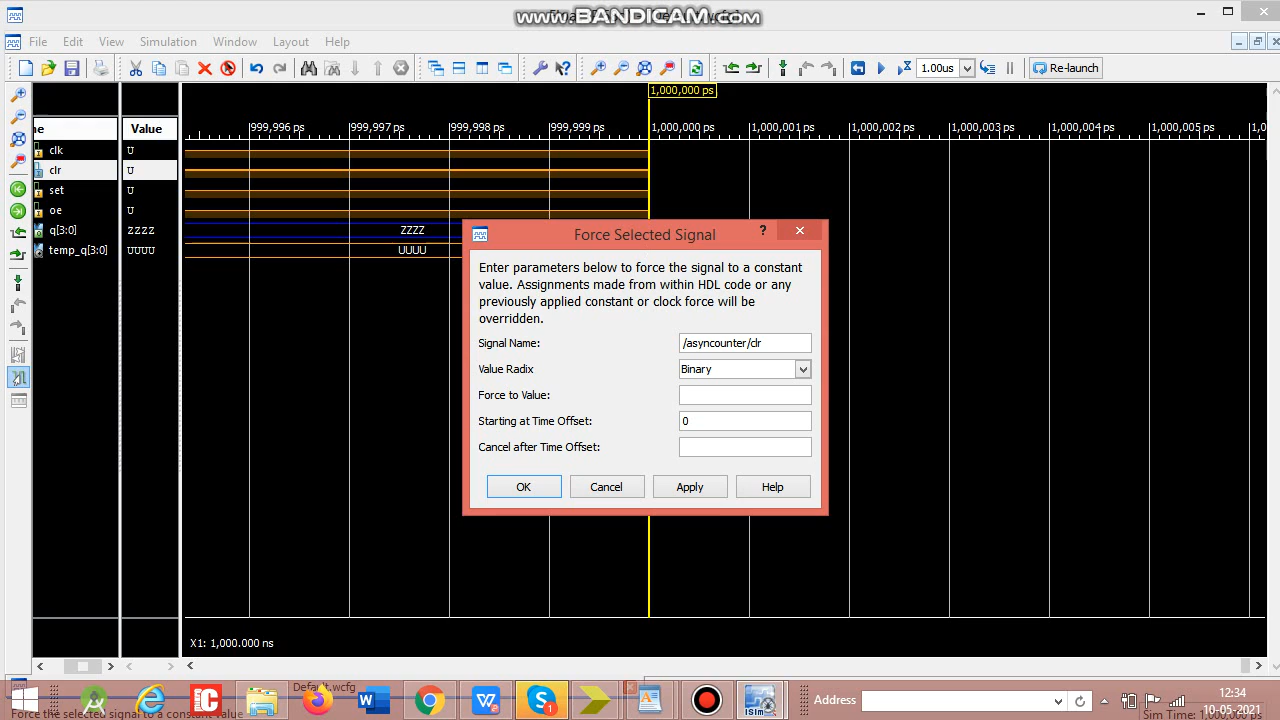 www.BANDICAM.com
File Edit View Simulation Window Layout Help
1.00us Re-launch
1,000,000 ps
me Value
999,996 ps 999,997 ps 999,998 ps 999,999 ps 1,000,000 ps 1,000,001 ps 1,000,002 ps 1,000,003 ps 1,000,004 ps 1,000,005 ps 1,0
clk U
clr U
set U
oe U
q[3:0] ZZZZ ZZZZ
temp_q[3:0] UUUU UUUU
Force Selected Signal
Enter parameters below to force the signal to a constant
value. Assignments made from within HDL code or any
previously applied constant or clock force will be
overridden.
Signal Name: /asyncounter/clr
Value Radix Binary
Force to Value:
Starting at Time Offset: 0
Cancel after Time Offset:
OK Cancel Apply Help
X1: 1,000.000 ns
Default.wcfg
Address
12:34
10-05-2021
Force the selected signal to a constant value
Sim Time: 1,000,000 ps